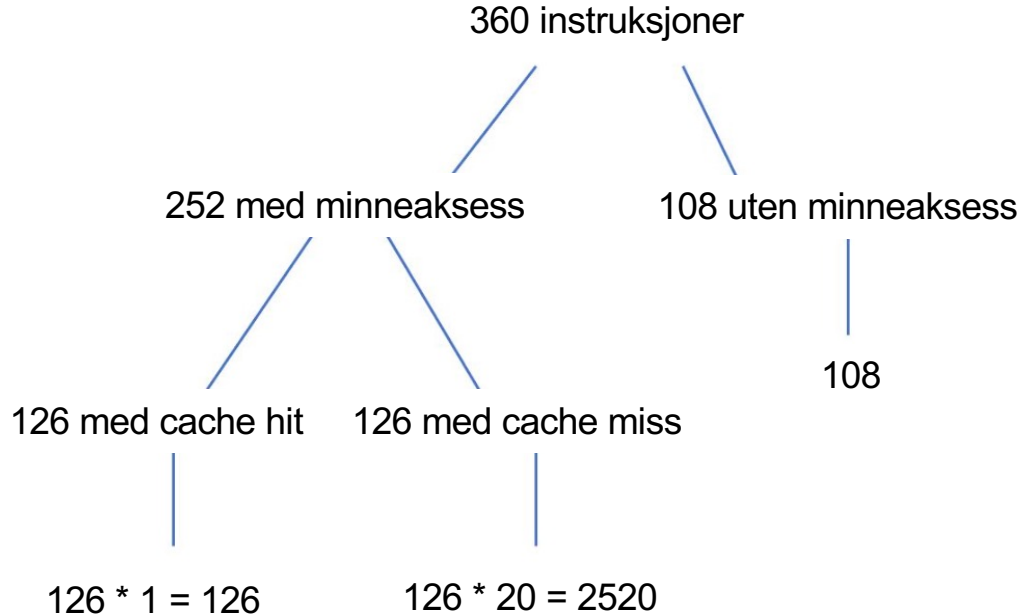 360 instruksjoner
252 med minneaksess
108 uten minneaksess
108
126 med cache hit
126 med cache miss
126 * 1 = 126
126 * 20 = 2520